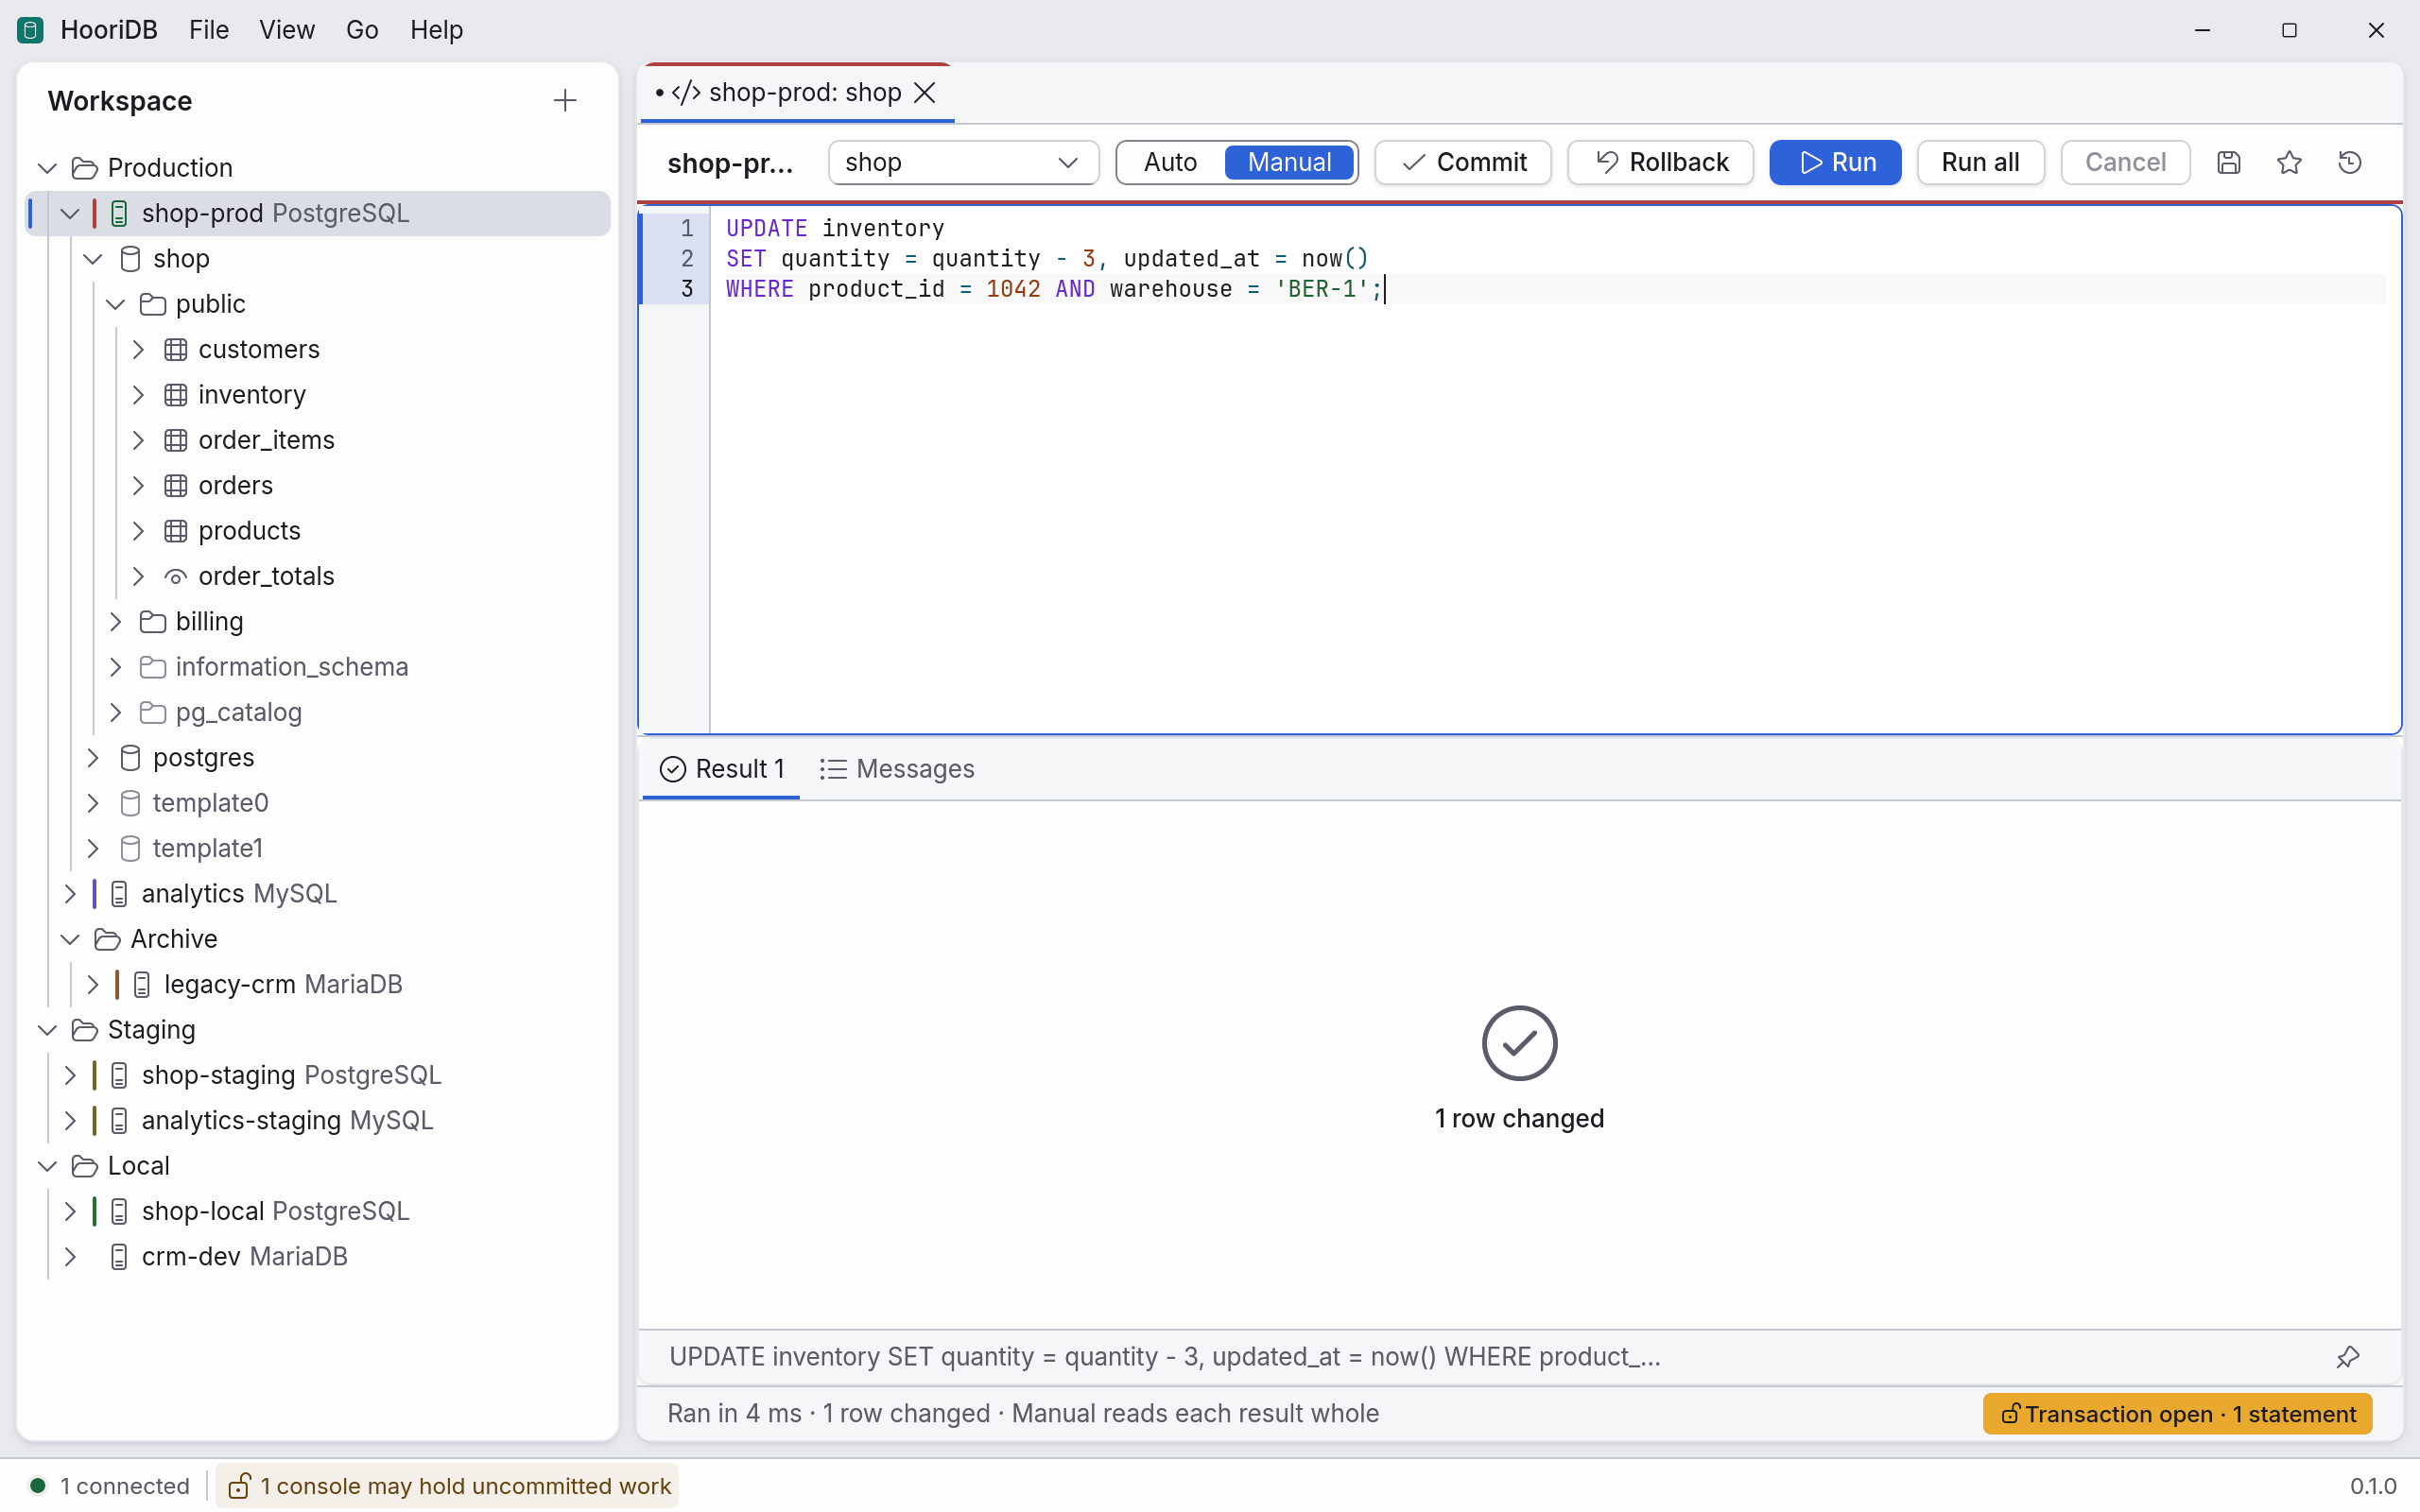 HooriDB File View Go Help
Workspace
Production
shop-prod PostgreSQL
shop
public
customers
inventory
order_items
orders
products
order_totals
billing
information_schema
pg_catalog
postgres
template0
template1
analytics MySQL
Archive
legacy-crm MariaDB
Staging
shop-staging PostgreSQL
analytics-staging MySQL
Local
shop-local PostgreSQL
crm-dev MariaDB
• </> shop-prod: shop
shop-pr... shop Auto Manual Commit Rollback Run Run all Cancel
1 UPDATE inventory
2 SET quantity = quantity - 3, updated_at = now()
3 WHERE product_id = 1042 AND warehouse = 'BER-1';
Result 1 Messages
1 row changed
UPDATE inventory SET quantity = quantity - 3, updated_at = now() WHERE product_...
Ran in 4 ms · 1 row changed · Manual reads each result whole Transaction open · 1 statement
1 connected 1 console may hold uncommitted work 0.1.0